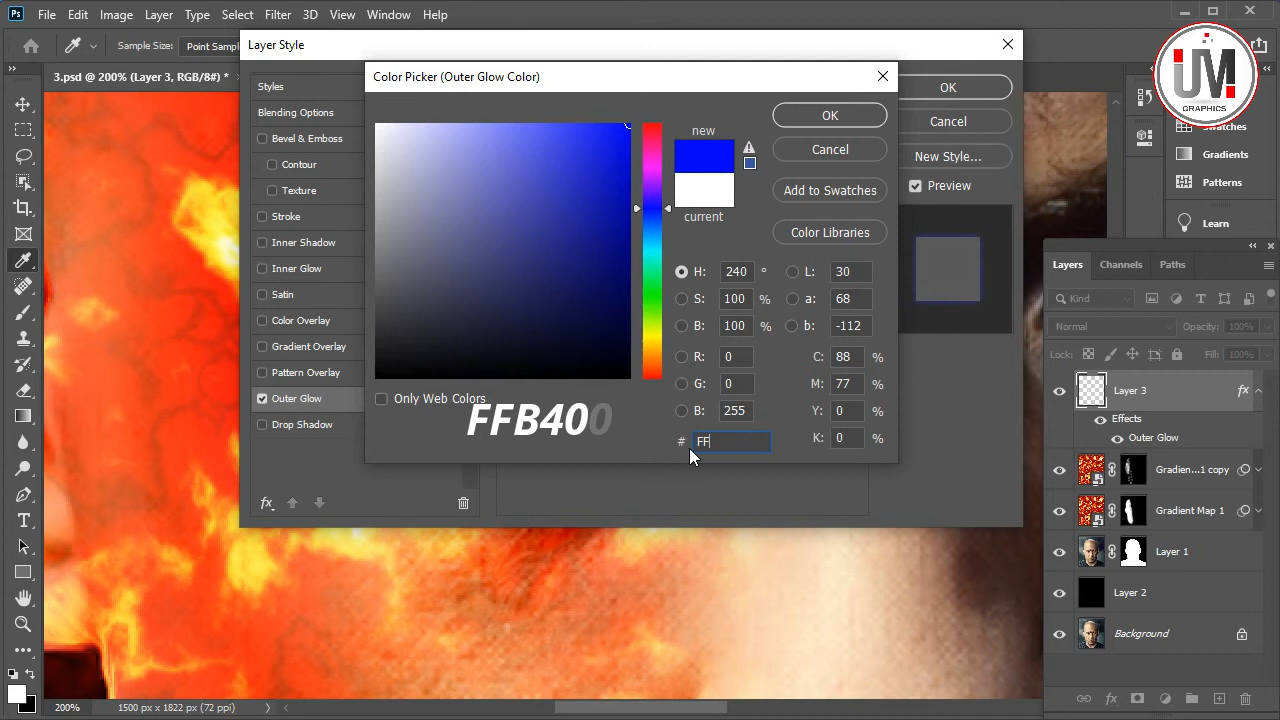 Ps File Edit Image Layer Type Select Filter 3D View Window Help
Sample Size: Point Sampl
3.psd @ 200% (Layer 3, RGB/8#) *
Layer Style
Styles
Blending Options
Bevel & Emboss
Contour
Texture
Stroke
Inner Shadow
Inner Glow
Satin
Color Overlay
Gradient Overlay
Pattern Overlay
Outer Glow
Drop Shadow
fx
Color Picker (Outer Glow Color)
new
current
OK
Cancel
Add to Swatches
Color Libraries
H: 240 °
S: 100 %
B: 100 %
R: 0
G: 0
B: 255
# FF
L: 30
a: 68
b: -112
C: 88 %
M: 77 %
Y: 0 %
K: 0 %
Only Web Colors
FFB400
OK
Cancel
New Style...
Preview
UM
GRAPHICS
Swatches
Gradients
Patterns
Learn
Layers Channels Paths
Kind
Normal Opacity: 100%
Lock: Fill: 100%
Layer 3 fx
Effects
Outer Glow
Gradien...1 copy
Gradient Map 1
Layer 1
Layer 2
Background
fx
200% 1500 px x 1822 px (72 ppi)